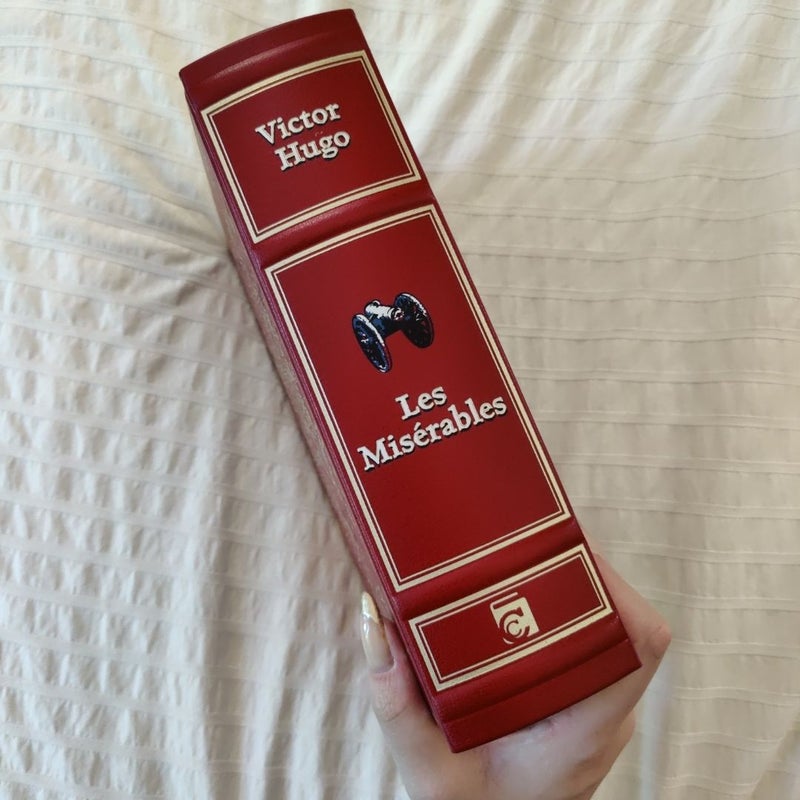 Victor
Hugo
Les
Misérables